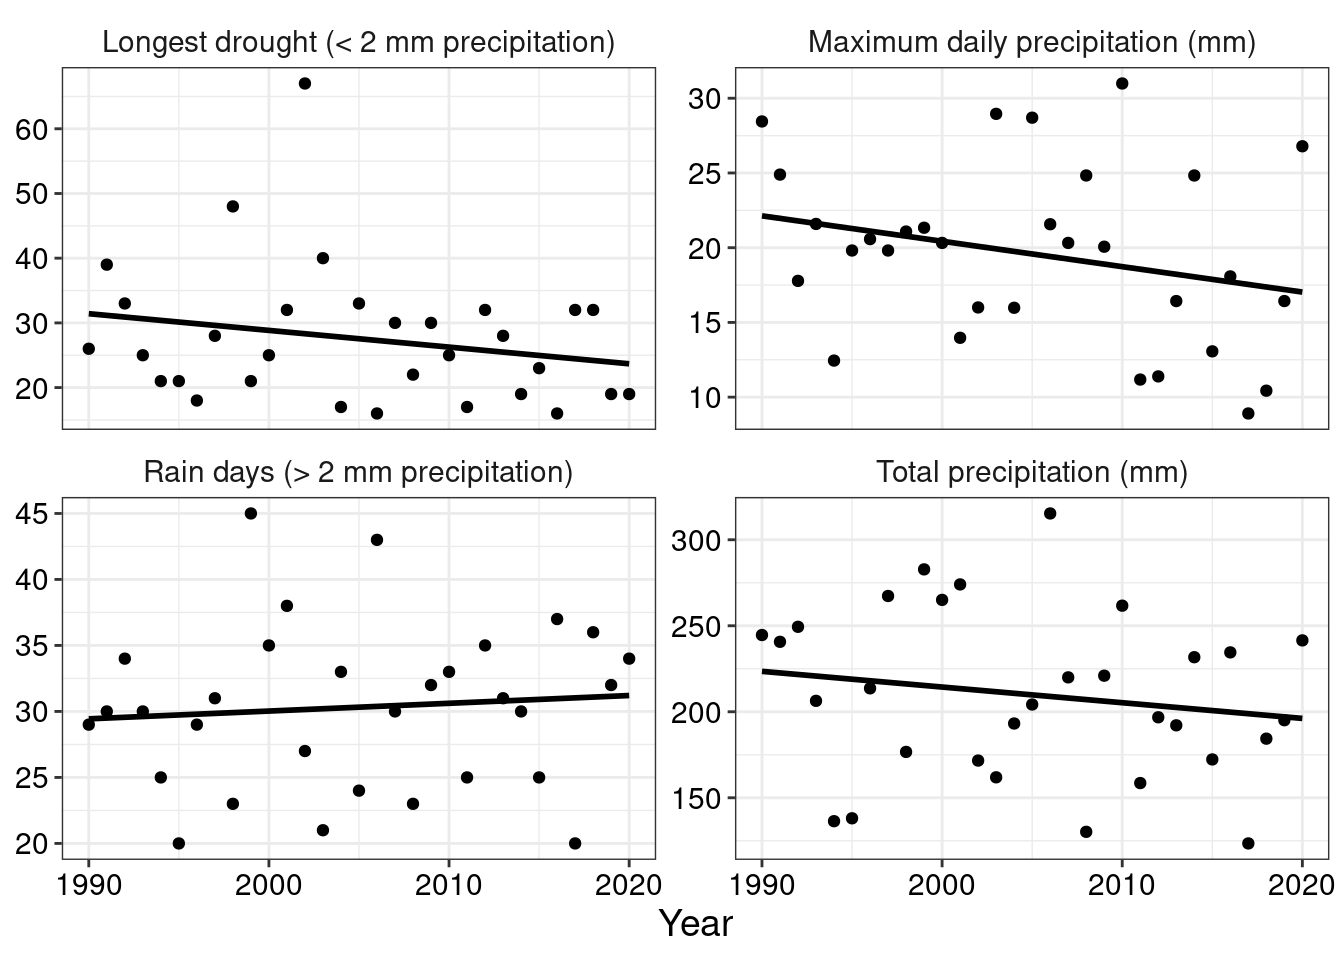 Longest drought (< 2 mm precipitation)
Maximum daily precipitation (mm)
60
50
40
30
20
30
25
20
15
10
Rain days (> 2 mm precipitation)
Total precipitation (mm)
45
40
35
30
25
20
300
250
200
150
1990 2000 2010 2020
1990 2000 2010 2020
Year